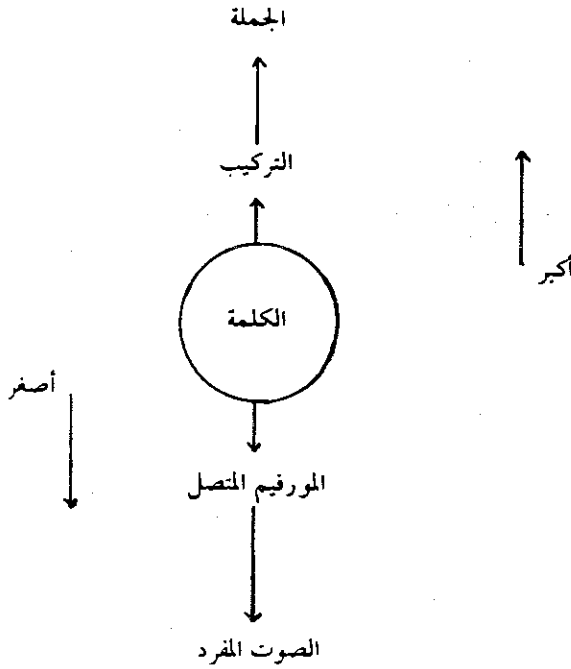 الجملة
التركيب
أكبر
الكلمة
أصغر
المورفيم المتصل
الصوت المفرد